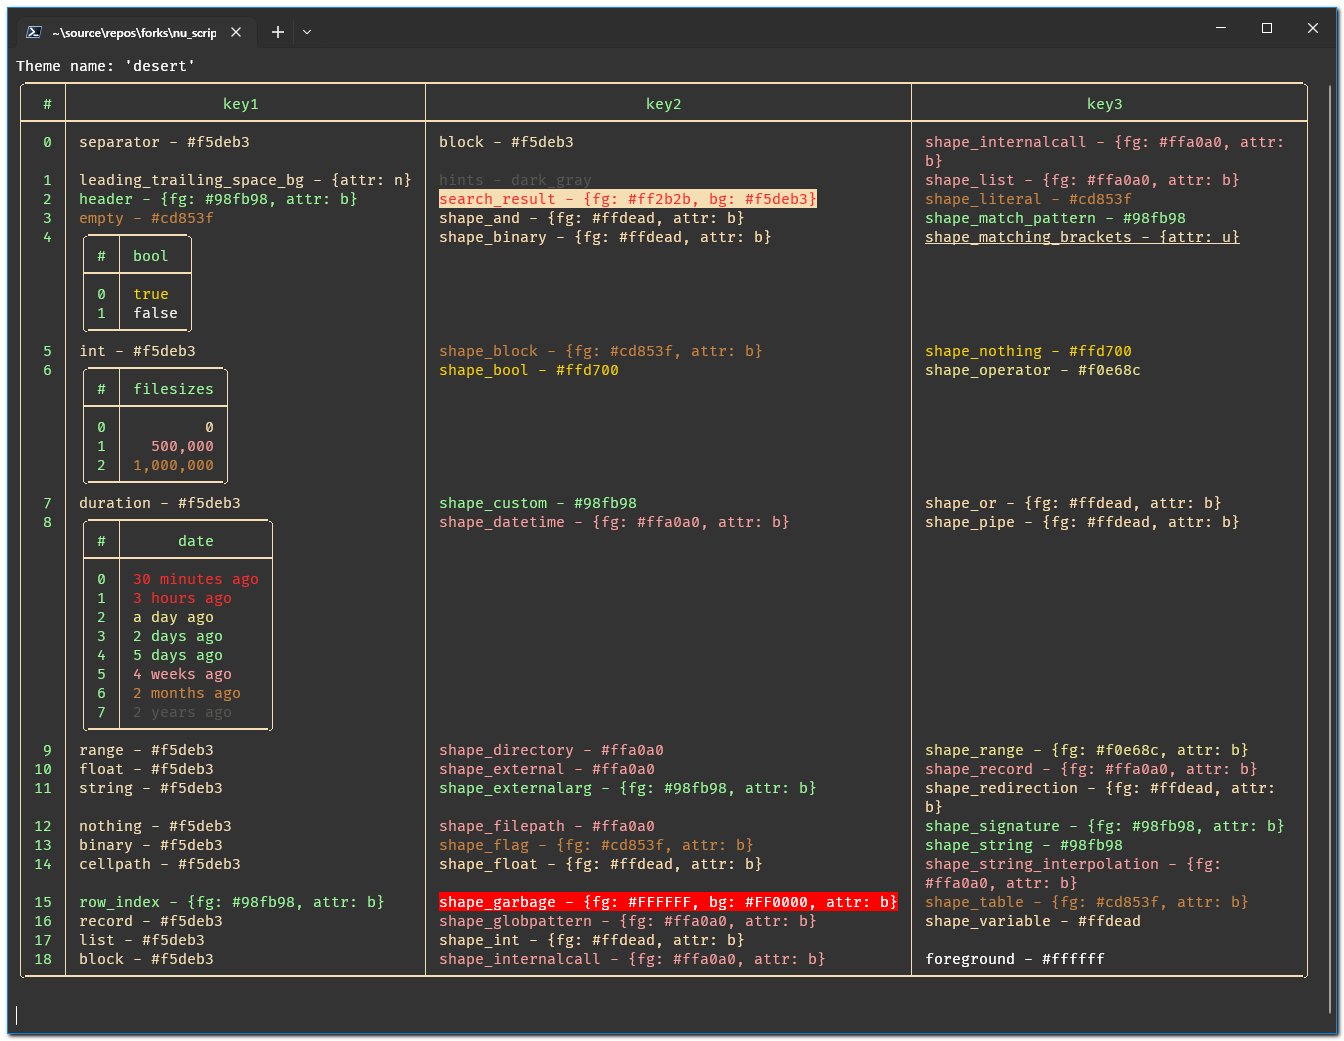 ~\source\repos\forks\nu_scrip
Theme name: 'desert'
# key1 key2 key3
0 separator - #f5deb3 block - #f5deb3 shape_internalcall - {fg: #ffa0a0, attr:
b}
1 leading_trailing_space_bg - {attr: n} hints - dark_gray shape_list - {fg: #ffa0a0, attr: b}
2 header - {fg: #98fb98, attr: b} search_result - {fg: #ff2b2b, bg: #f5deb3} shape_literal - #cd853f
3 empty - #cd853f shape_and - {fg: #ffdead, attr: b} shape_match_pattern - #98fb98
4 shape_binary - {fg: #ffdead, attr: b} shape_matching_brackets - {attr: u}
# bool
0 true
1 false
5 int - #f5deb3 shape_block - {fg: #cd853f, attr: b} shape_nothing - #ffd700
6 shape_bool - #ffd700 shape_operator - #f0e68c
# filesizes
0 0
1 500,000
2 1,000,000
7 duration - #f5deb3 shape_custom - #98fb98 shape_or - {fg: #ffdead, attr: b}
8 shape_datetime - {fg: #ffa0a0, attr: b} shape_pipe - {fg: #ffdead, attr: b}
# date
0 30 minutes ago
1 3 hours ago
2 a day ago
3 2 days ago
4 5 days ago
5 4 weeks ago
6 2 months ago
7 2 years ago
9 range - #f5deb3 shape_directory - #ffa0a0 shape_range - {fg: #f0e68c, attr: b}
10 float - #f5deb3 shape_external - #ffa0a0 shape_record - {fg: #ffa0a0, attr: b}
11 string - #f5deb3 shape_externalarg - {fg: #98fb98, attr: b} shape_redirection - {fg: #ffdead, attr:
b}
12 nothing - #f5deb3 shape_filepath - #ffa0a0 shape_signature - {fg: #98fb98, attr: b}
13 binary - #f5deb3 shape_flag - {fg: #cd853f, attr: b} shape_string - #98fb98
14 cellpath - #f5deb3 shape_float - {fg: #ffdead, attr: b} shape_string_interpolation - {fg:
#ffa0a0, attr: b}
15 row_index - {fg: #98fb98, attr: b} shape_garbage - {fg: #FFFFFF, bg: #FF0000, attr: b} shape_table - {fg: #cd853f, attr: b}
16 record - #f5deb3 shape_globpattern - {fg: #ffa0a0, attr: b} shape_variable - #ffdead
17 list - #f5deb3 shape_int - {fg: #ffdead, attr: b}
18 block - #f5deb3 shape_internalcall - {fg: #ffa0a0, attr: b} foreground - #ffffff